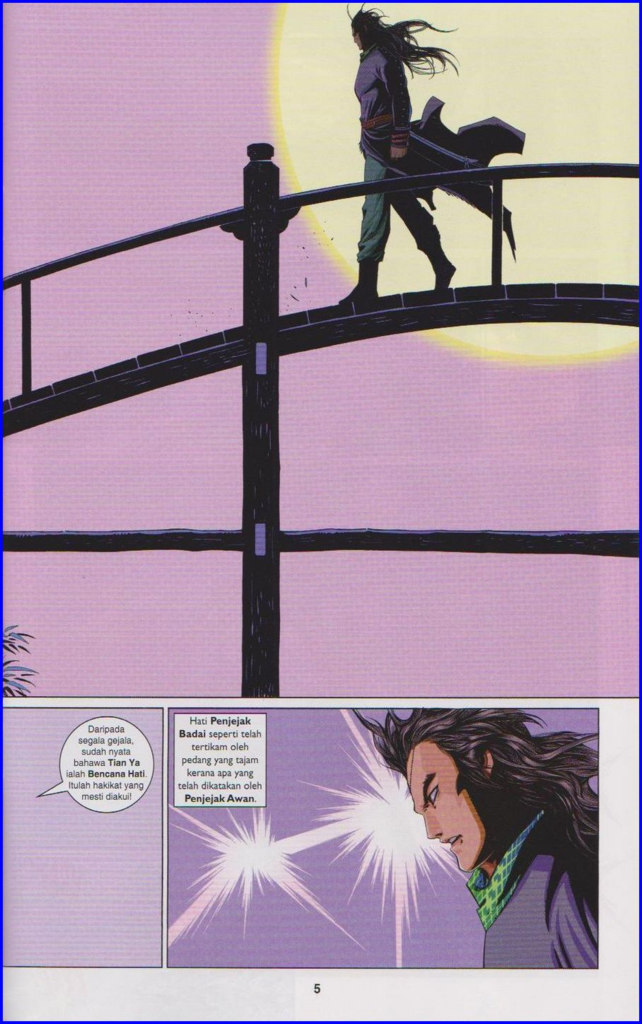 Daripada
segala gejala,
sudah nyata
bahawa Tian Ya
ialah Bencana Hati.
Itulah hakikat yang
mesti diakui!
Hati Penjejak
Badai seperti telah
tertikam oleh
pedang yang tajam
kerana apa yang
telah dikatakan oleh
Penjejak Awan.
5